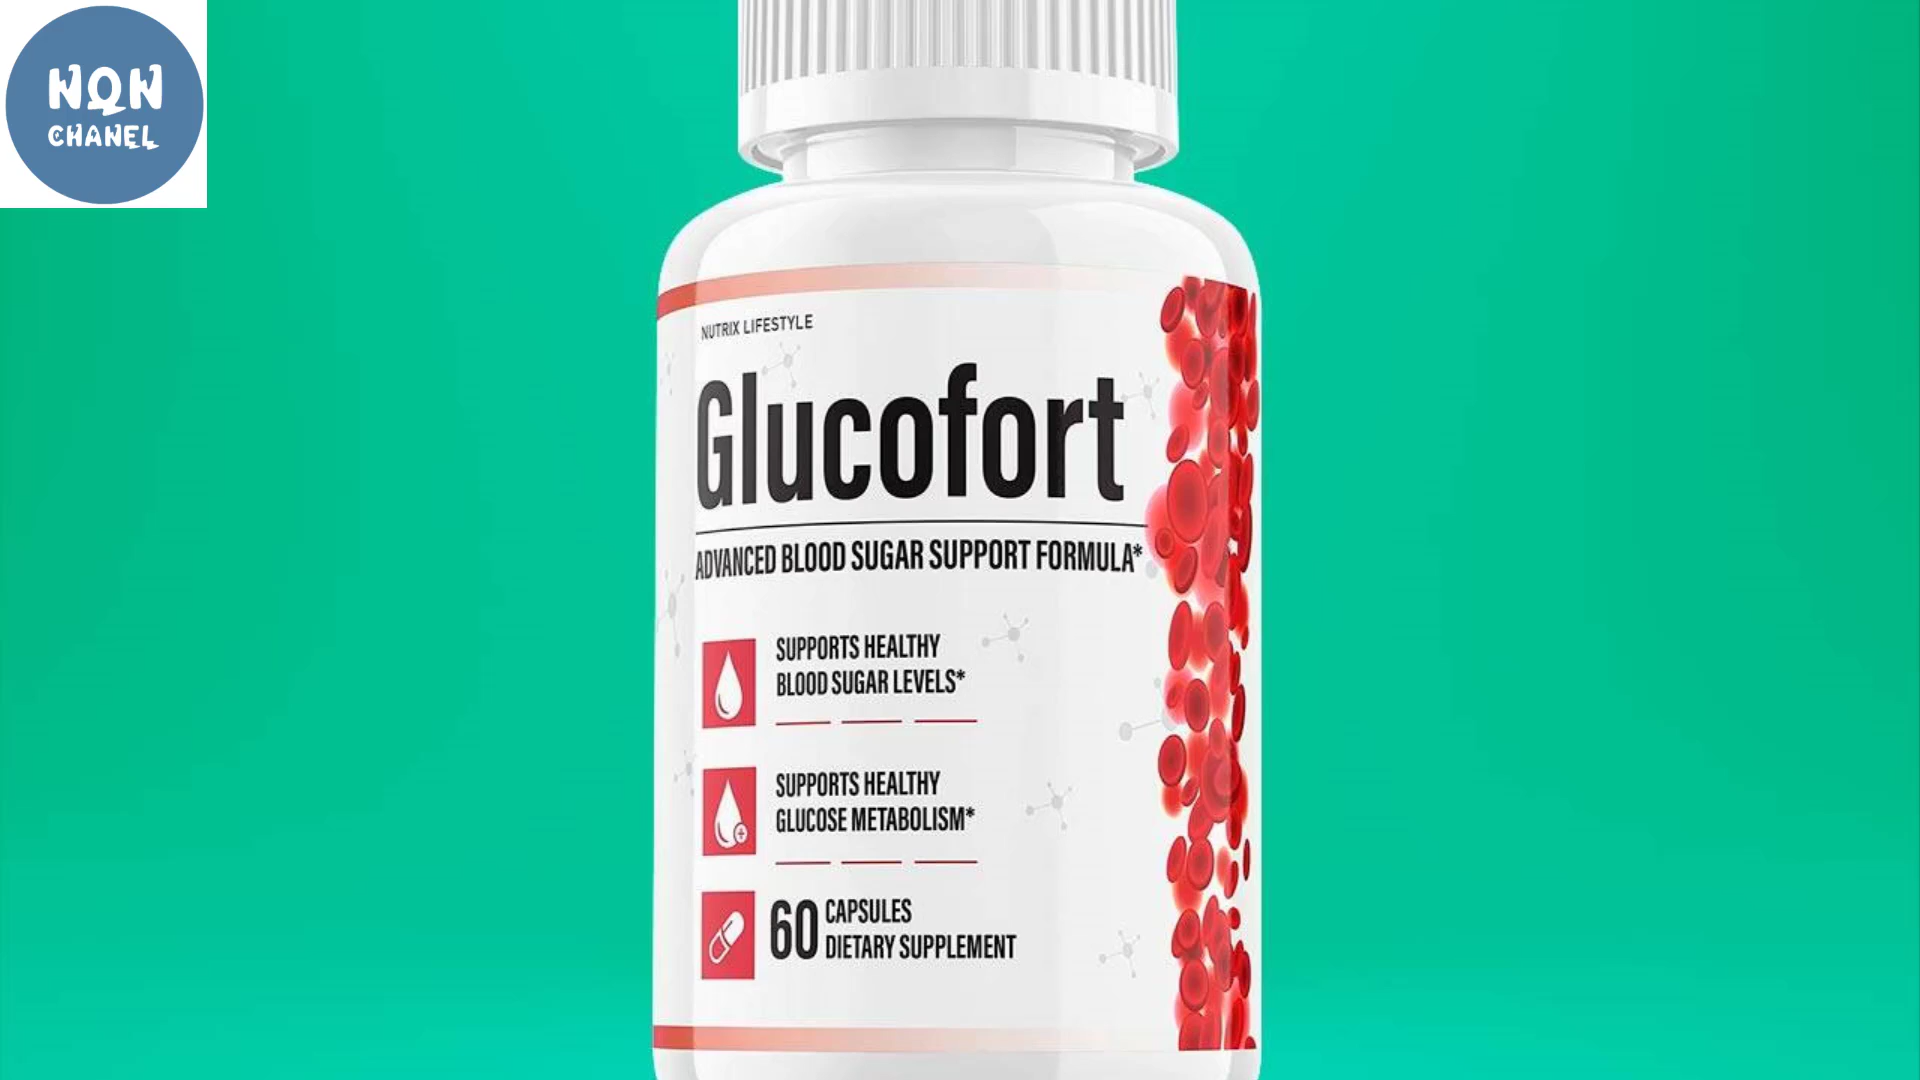 NQN
CHANEL
NUTRIX LIFESTYLE
Glucofort
ADVANCED BLOOD SUGAR SUPPORT FORMULA*
SUPPORTS HEALTHY
BLOOD SUGAR LEVELS*
SUPPORTS HEALTHY
GLUCOSE METABOLISM*
60 CAPSULES
DIETARY SUPPLEMENT